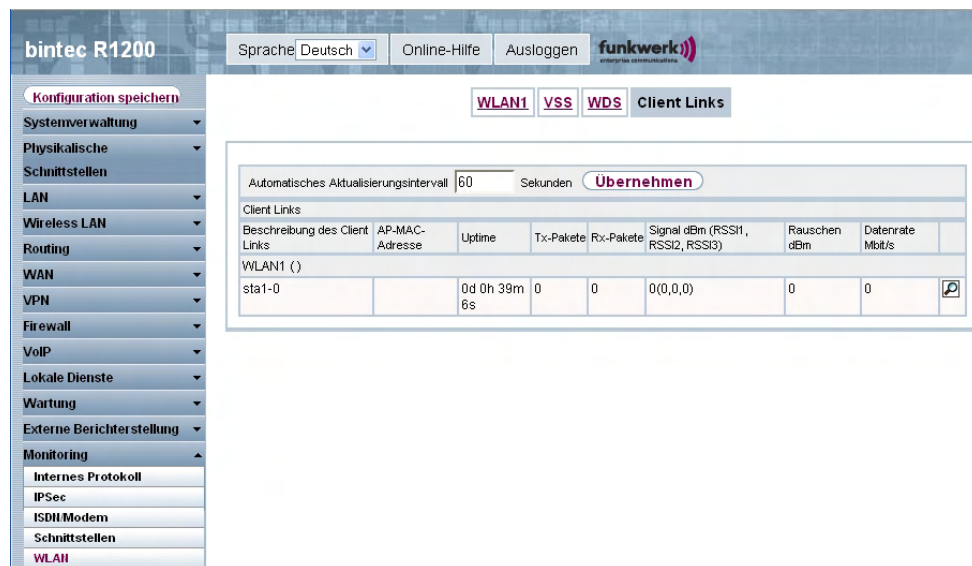 bintec R1200
Sprache Deutsch
Online-Hilfe
Ausloggen
funkwerk
enterprise communications
Konfiguration speichern
Systemverwaltung
Physikalische
Schnittstellen
LAN
Wireless LAN
Routing
WAN
VPN
Firewall
VoIP
Lokale Dienste
Wartung
Externe Berichterstellung
Monitoring
Internes Protokoll
IPSec
ISDN/Modem
Schnittstellen
WLAN
WLAN1 VSS WDS Client Links
Automatisches Aktualisierungsintervall 60 Sekunden Übernehmen
Client Links
Beschreibung des Client Links AP-MAC-Adresse Uptime Tx-Pakete Rx-Pakete Signal dBm (RSSI1, RSSI2, RSSI3) Rauschen dBm Datenrate Mbit/s
WLAN1 ()
sta1-0 0d 0h 39m 6s 0 0 0(0,0,0) 0 0